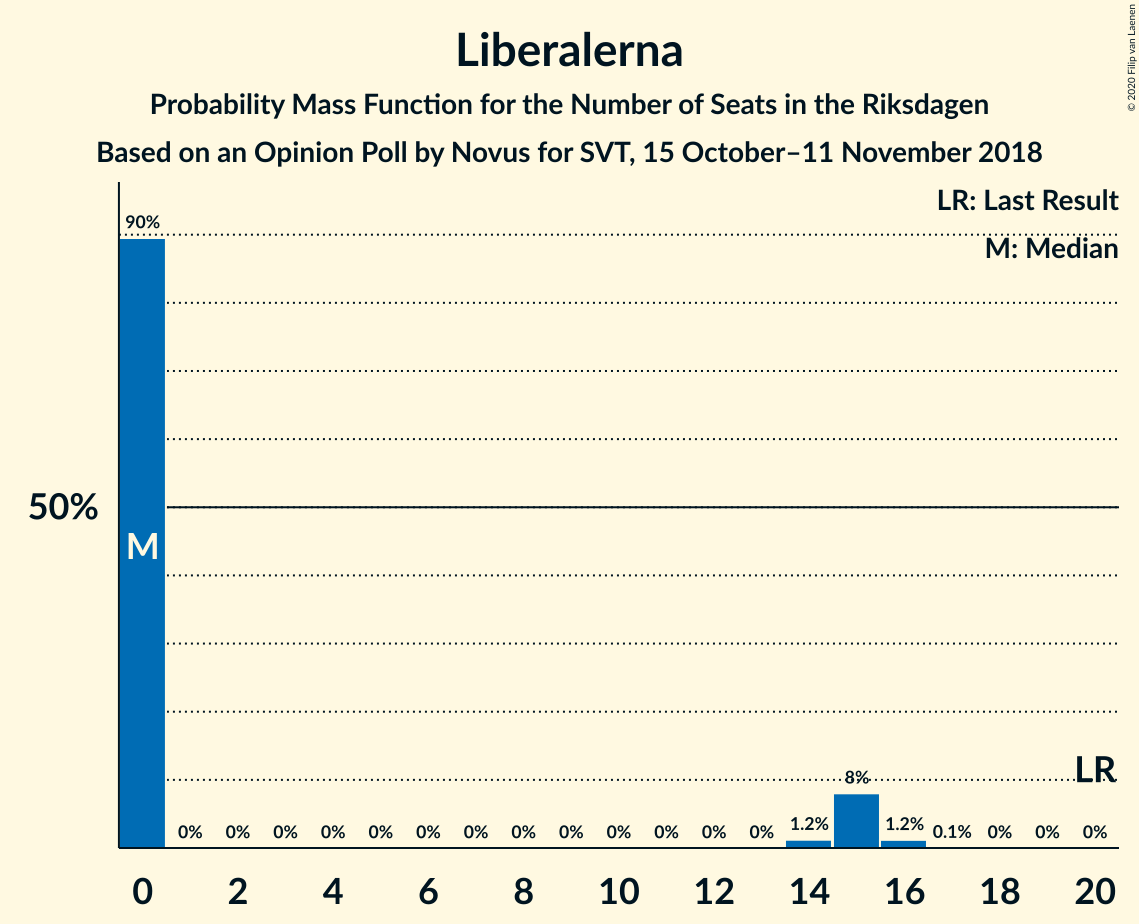 Liberalerna
Probability Mass Function for the Number of Seats in the Riksdagen
Based on an Opinion Poll by Novus for SVT, 15 October–11 November 2018
© 2020 Filip van Laenen
LR: Last Result
M: Median
90%
50%
M
LR
0% 0% 0% 0% 0% 0% 0% 0% 0% 0% 0% 0% 0% 1.2% 8% 1.2% 0.1% 0% 0% 0%
0 2 4 6 8 10 12 14 16 18 20